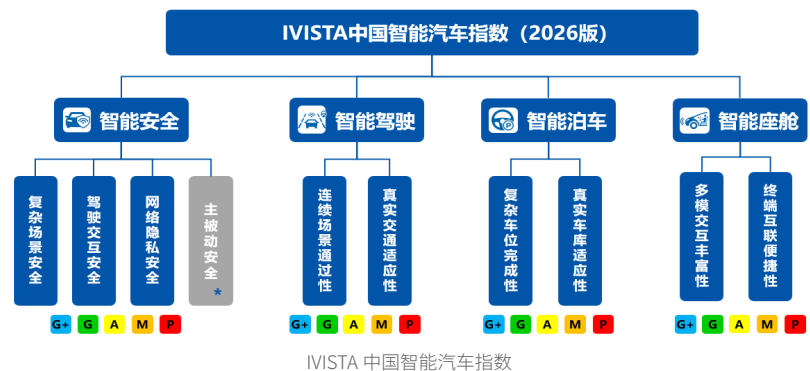 IVISTA中国智能汽车指数（2026版）
智能安全
智能驾驶
智能泊车
智能座舱
复杂场景安全
驾驶交互安全
网络隐私安全
主被动安全
*
连续场景通过性
真实交通适应性
复杂车位完成性
真实车库适应性
多模交互丰富性
终端互联便捷性
G+ G A M P
G+ G A M P
G+ G A M P
G+ G A M P
IVISTA 中国智能汽车指数